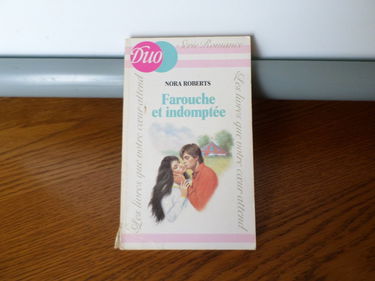 Duo
Série Romance
NORA ROBERTS
Farouche
et indomptée
Les livres que votre cœur attend
Les livres que votre cœur attend